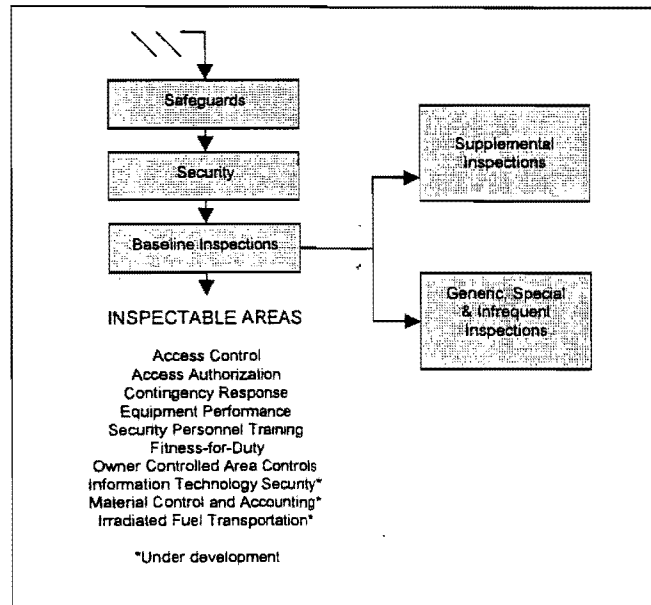 Safeguards
Security
Baseline Inspections
Supplemental
Inspections
Generic, Special
& Infrequent
Inspections
INSPECTABLE AREAS
Access Control
Access Authorization
Contingency Response
Equipment Performance
Security Personnel Training
Fitness-for-Duty
Owner Controlled Area Controls
Information Technology Security*
Material Control and Accounting*
Irradiated Fuel Transportation*
*Under development